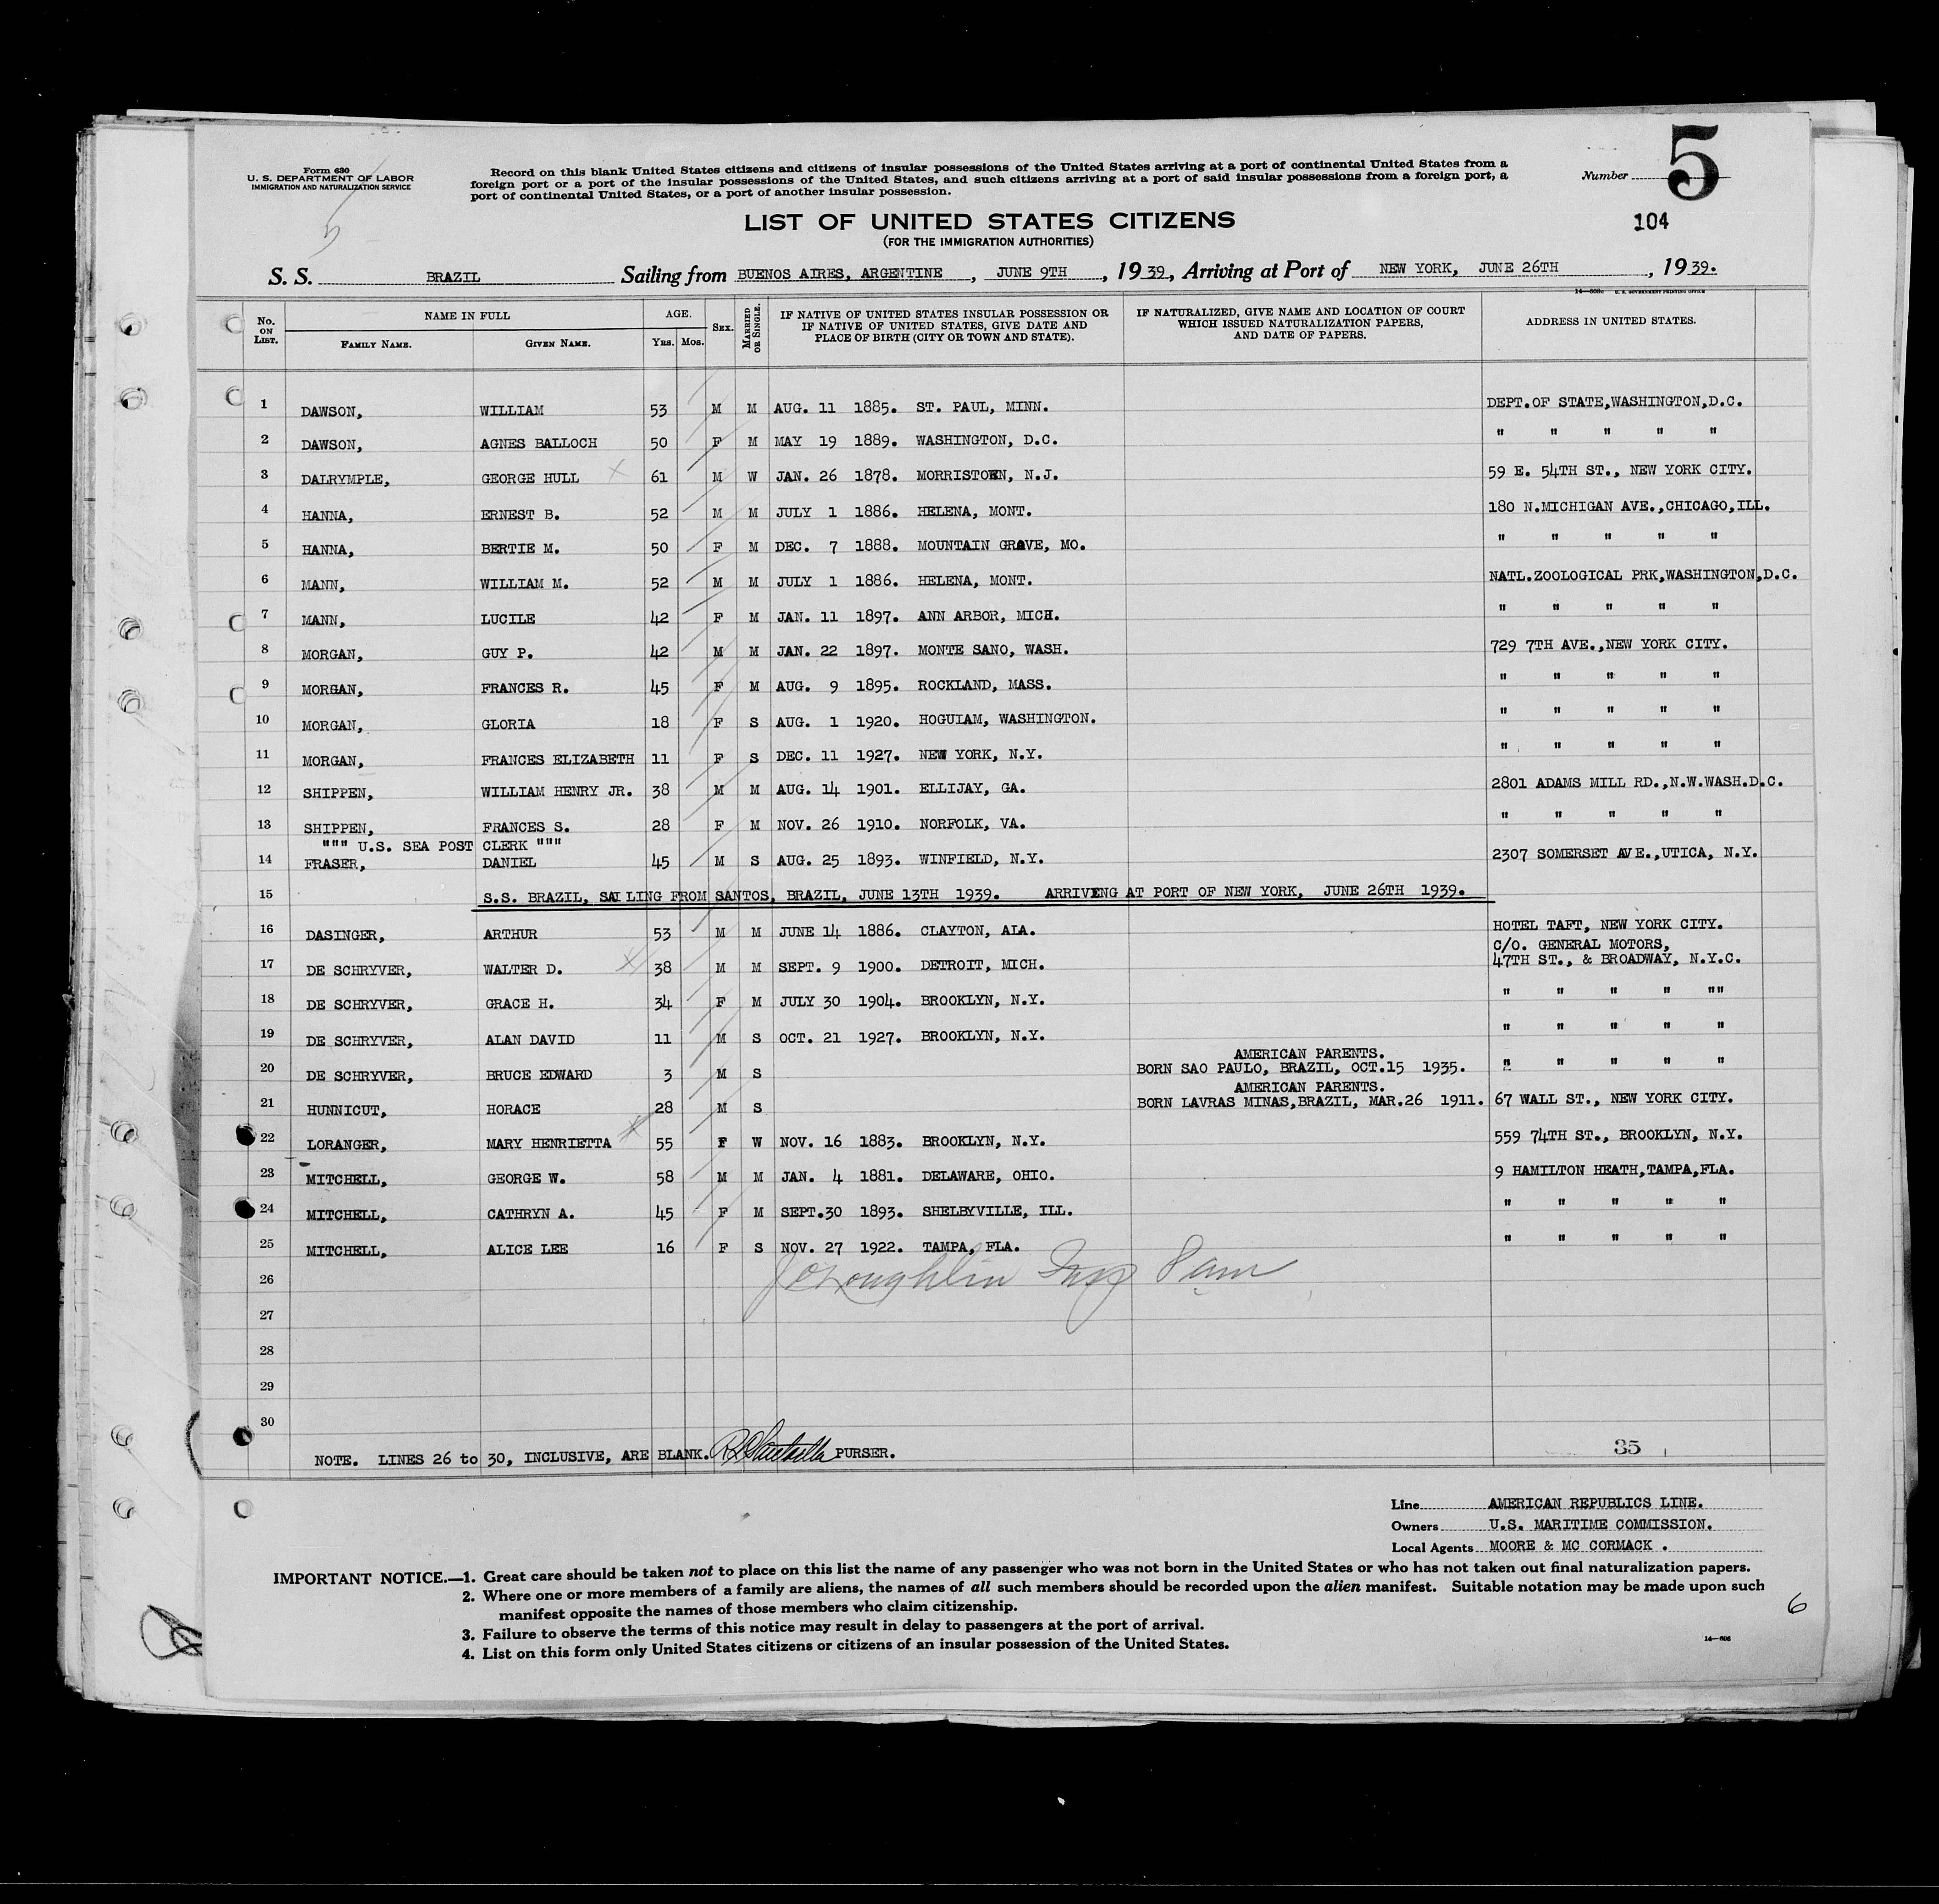 Form 630
U. S. DEPARTMENT OF LABOR
IMMIGRATION AND NATURALIZATION SERVICE
Record on this blank United States citizens and citizens of insular possessions of the United States arriving at a port of continental United States from a
foreign port or a port of the insular possessions of the United States, and such citizens arriving at a port of said insular possessions from a foreign port, a
port of continental United States, or a port of another insular possession.
Number 5
104
LIST OF UNITED STATES CITIZENS
(FOR THE IMMIGRATION AUTHORITIES)
S. S. BRAZIL Sailing from BUENOS AIRES, ARGENTINE, JUNE 9TH, 1939, Arriving at Port of NEW YORK, JUNE 26TH, 1939.
14—608c U. S. GOVERNMENT PRINTING OFFICE
No. ON LIST. NAME IN FULL FAMILY NAME. GIVEN NAME. AGE. YRS. MOS. SEX. MARRIED OR SINGLE. IF NATIVE OF UNITED STATES INSULAR POSSESSION OR IF NATIVE OF UNITED STATES, GIVE DATE AND PLACE OF BIRTH (CITY OR TOWN AND STATE). IF NATURALIZED, GIVE NAME AND LOCATION OF COURT WHICH ISSUED NATURALIZATION PAPERS, AND DATE OF PAPERS. ADDRESS IN UNITED STATES.
1 DAWSON, WILLIAM 53 M M AUG. 11 1885. ST. PAUL, MINN. DEPT.OF STATE,WASHINGTON,D.C.
2 DAWSON, AGNES BALLOCH 50 F M MAY 19 1889. WASHINGTON, D.C. " " " " "
3 DALRYMPLE, GEORGE HULL X 61 M W JAN. 26 1878. MORRISTOWN, N.J. 59 E. 54TH ST., NEW YORK CITY.
4 HANNA, ERNEST B. 52 M M JULY 1 1886. HELENA, MONT. 180 N.MICHIGAN AVE.,CHICAGO,ILL.
5 HANNA, BERTIE M. 50 F M DEC. 7 1888. MOUNTAIN GROVE, MO. " " " " "
6 MANN, WILLIAM M. 52 M M JULY 1 1886. HELENA, MONT. NATL.ZOOLOGICAL PRK,WASHINGTON,D.C.
7 MANN, LUCILE 42 F M JAN. 11 1897. ANN ARBOR, MICH. " " " " "
8 MORGAN, GUY P. 42 M M JAN. 22 1897. MONTE SANO, WASH. 729 7TH AVE.,NEW YORK CITY.
9 MORGAN, FRANCES R. 45 F M AUG. 9 1895. ROCKLAND, MASS. " " " " "
10 MORGAN, GLORIA 18 F S AUG. 1 1920. HOGUIAM, WASHINGTON. " " " " "
11 MORGAN, FRANCES ELIZABETH 11 F S DEC. 11 1927. NEW YORK, N.Y. " " " " "
12 SHIPPEN, WILLIAM HENRY JR. 38 M M AUG. 14 1901. ELLIJAY, GA. 2801 ADAMS MILL RD.,N.W.WASH.D.C.
13 SHIPPEN, FRANCES S. 28 F M NOV. 26 1910. NORFOLK, VA. " " " " "
""" U.S. SEA POST CLERK """
14 FRASER, DANIEL 45 M S AUG. 25 1893. WINFIELD, N.Y. 2307 SOMERSET AVE.,UTICA, N.Y.
15 S.S. BRAZIL, SAILING FROM SANTOS, BRAZIL, JUNE 13TH 1939. ARRIVING AT PORT OF NEW YORK, JUNE 26TH 1939.
16 DASINGER, ARTHUR 53 M M JUNE 14 1886. CLAYTON, ALA. HOTEL TAFT, NEW YORK CITY.
C/O. GENERAL MOTORS,
17 DE SCHRYVER, WALTER D. X 38 M M SEPT. 9 1900. DETROIT, MICH. 47TH ST., & BROADWAY, N.Y.C.
18 DE SCHRYVER, GRACE H. 34 F M JULY 30 1904. BROOKLYN, N.Y. " " " " ""
19 DE SCHRYVER, ALAN DAVID 11 M S OCT. 21 1927. BROOKLYN, N.Y. " " " " "
AMERICAN PARENTS.
20 DE SCHRYVER, BRUCE EDWARD 3 M S BORN SAO PAULO, BRAZIL, OCT.15 1935. " " " " "
AMERICAN PARENTS.
21 HUNNICUT, HORACE 28 M S BORN LAVRAS MINAS,BRAZIL, MAR.26 1911. 67 WALL ST., NEW YORK CITY.
22 LORANGER, MARY HENRIETTA X 55 F W NOV. 16 1883. BROOKLYN, N.Y. 559 74TH ST., BROOKLYN, N.Y.
23 MITCHELL, GEORGE W. 58 M M JAN. 4 1881. DELAWARE, OHIO. 9 HAMILTON HEATH,TAMPA,FLA.
24 MITCHELL, CATHRYN A. 45 F M SEPT.30 1893. SHELBYVILLE, ILL. " " " " "
25 MITCHELL, ALICE LEE 16 F S NOV. 27 1922. TAMPA, FLA. " " " " "
26
27
28
29
30
NOTE. LINES 26 to 30, INCLUSIVE, ARE BLANK. PURSER.
35
Line AMERICAN REPUBLICS LINE.
Owners U.S. MARITIME COMMISSION.
Local Agents MOORE & MC CORMACK .
IMPORTANT NOTICE.—1. Great care should be taken not to place on this list the name of any passenger who was not born in the United States or who has not taken out final naturalization papers.
2. Where one or more members of a family are aliens, the names of all such members should be recorded upon the alien manifest. Suitable notation may be made upon such
manifest opposite the names of those members who claim citizenship.
3. Failure to observe the terms of this notice may result in delay to passengers at the port of arrival.
4. List on this form only United States citizens or citizens of an insular possession of the United States.
6